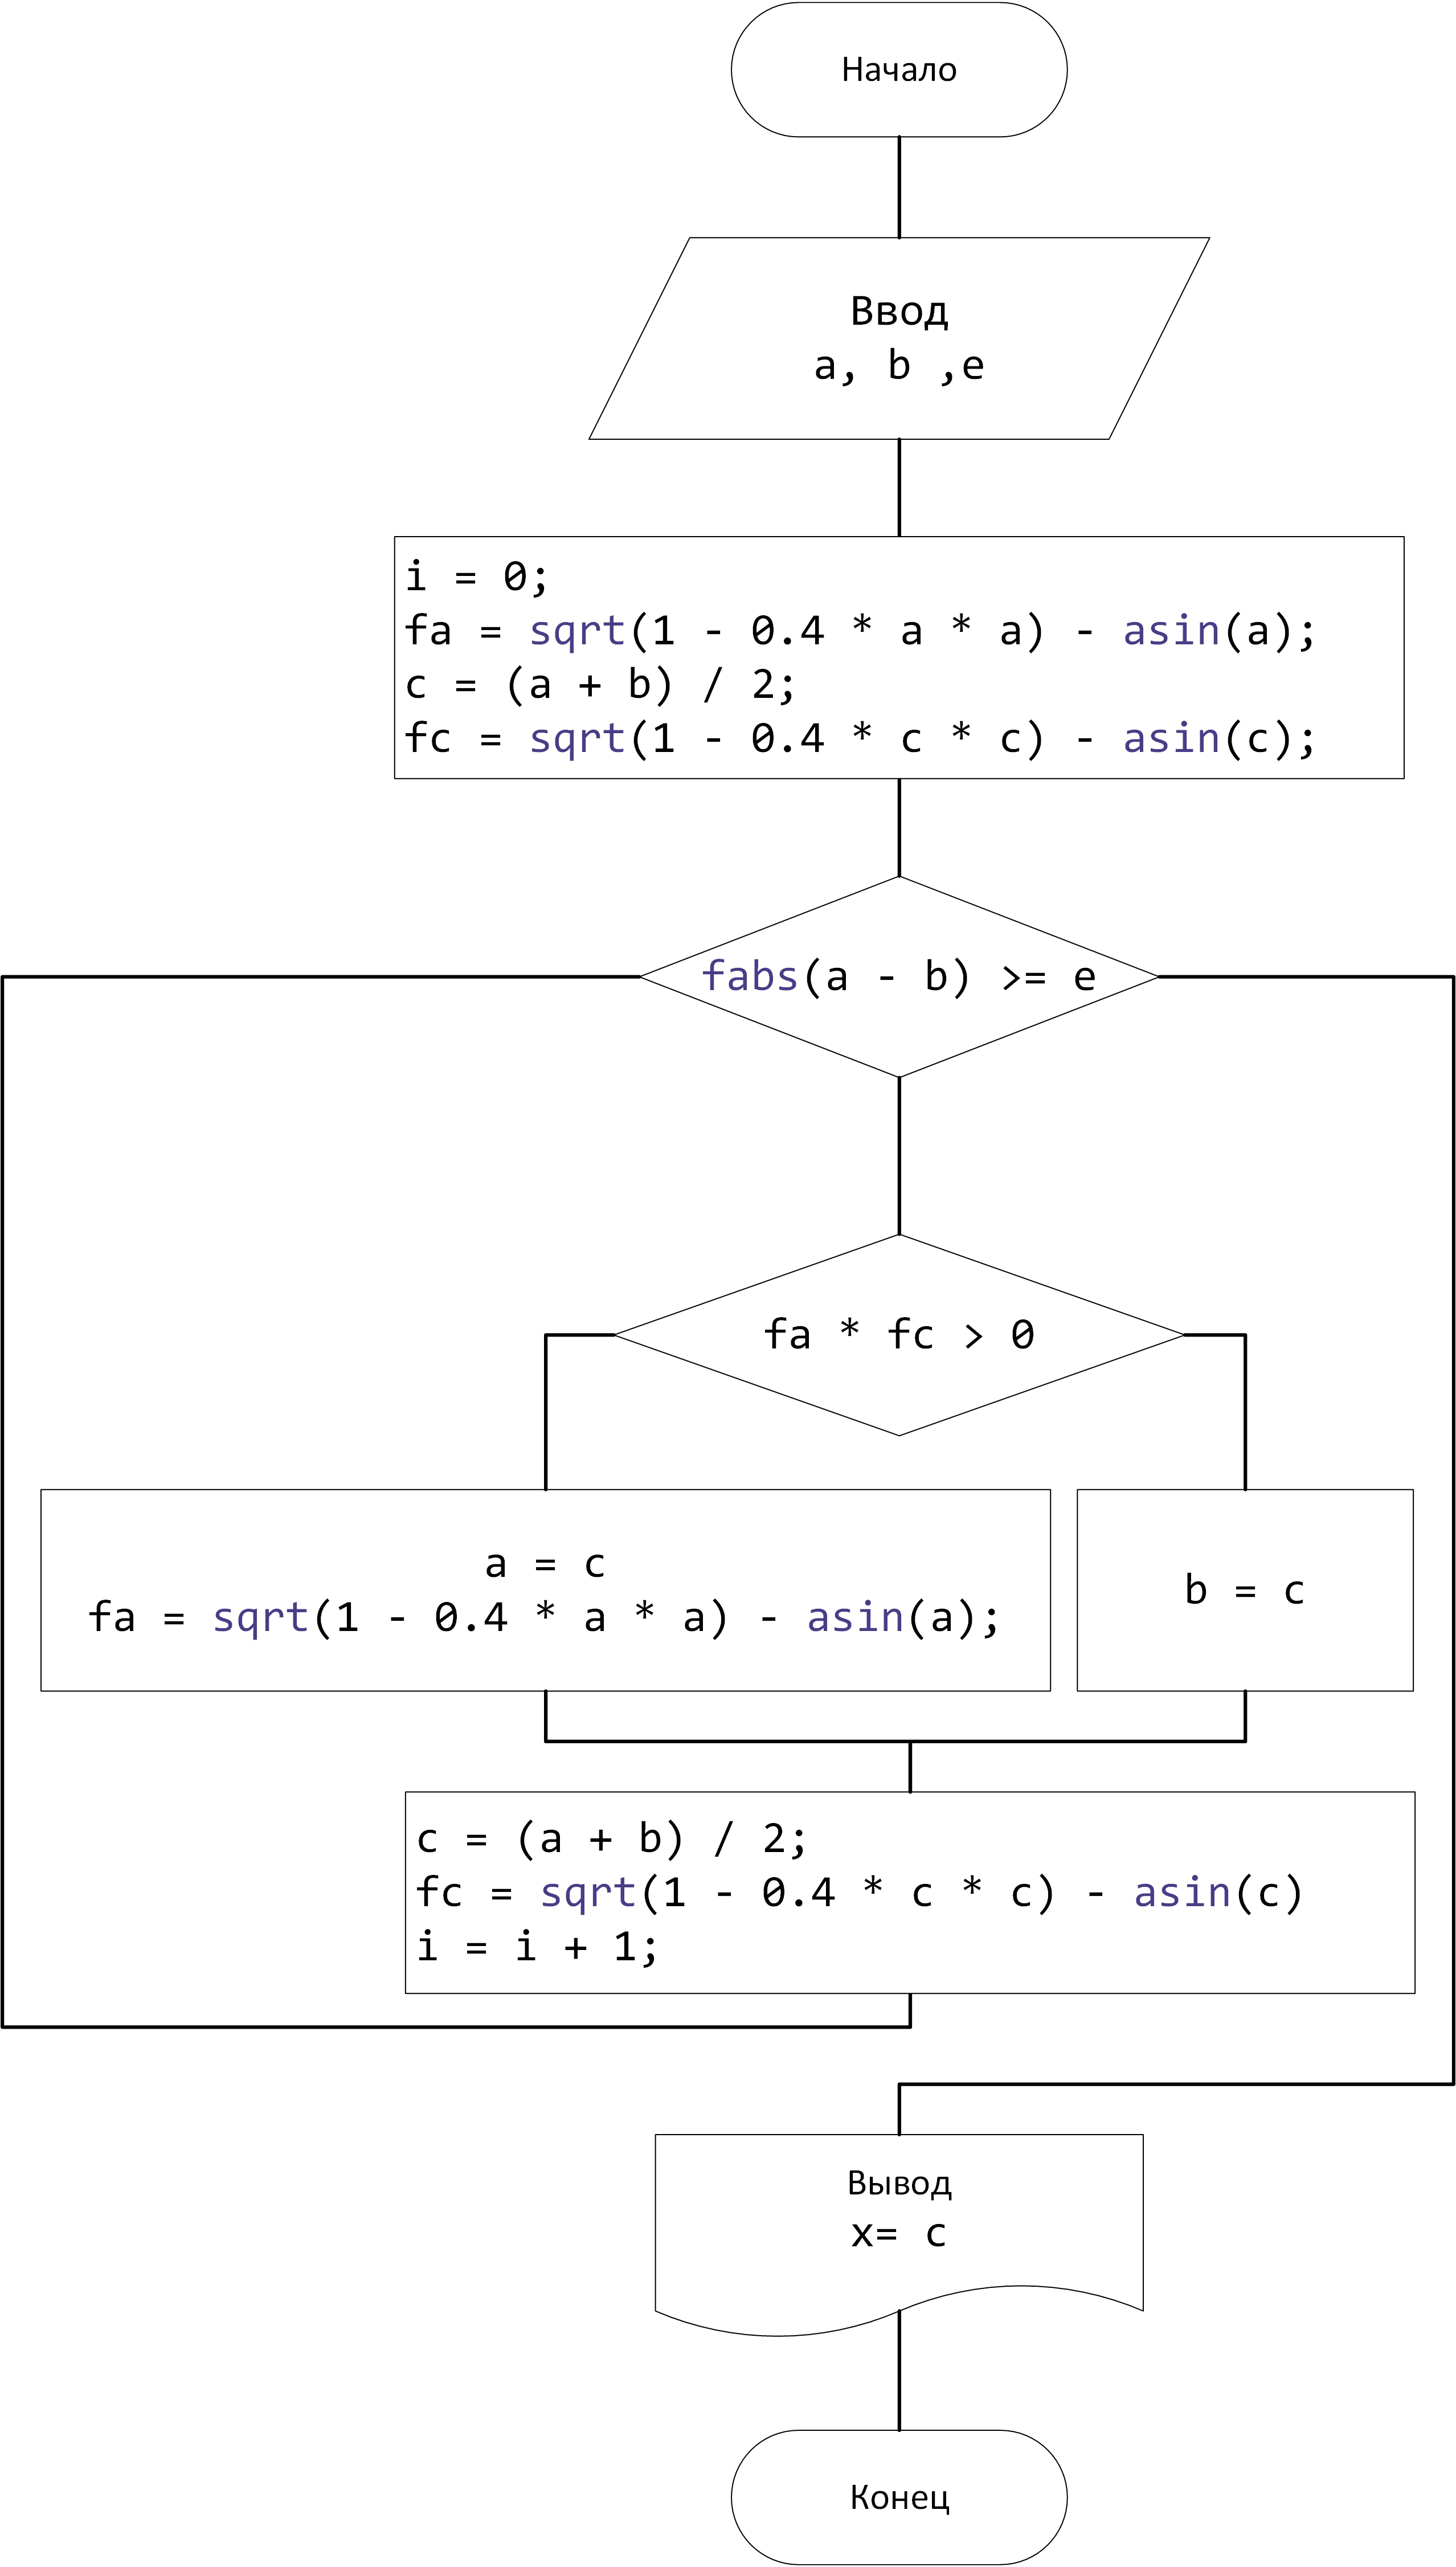 Начало
Ввод
a, b ,e
i = 0;
fa = sqrt(1 - 0.4 * a * a) - asin(a);
c = (a + b) / 2;
fc = sqrt(1 - 0.4 * c * c) - asin(c);
fabs(a - b) >= e
fa * fc > 0
a = c
fa = sqrt(1 - 0.4 * a * a) - asin(a);
b = c
c = (a + b) / 2;
fc = sqrt(1 - 0.4 * c * c) - asin(c)
i = i + 1;
Вывод
x= c
Конец